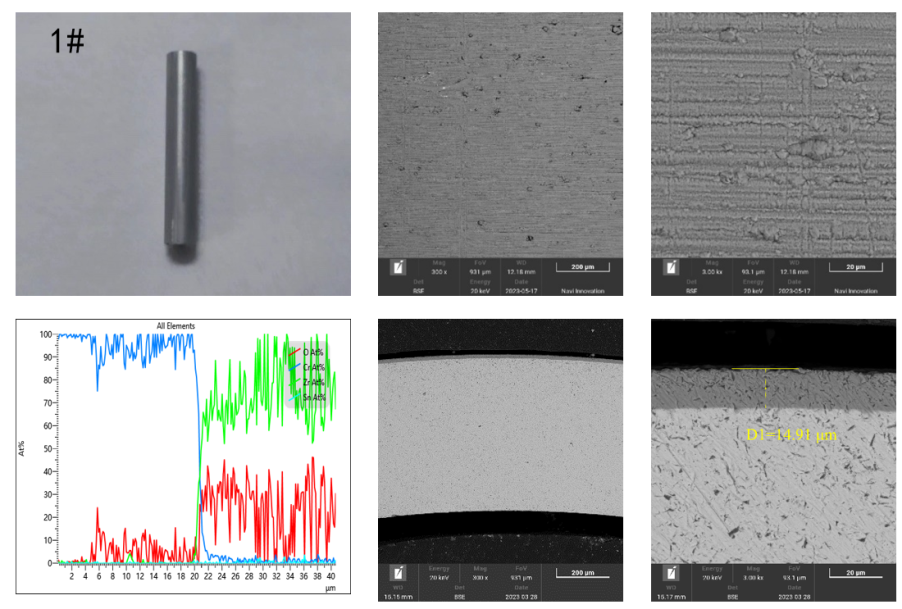 1#
Mag
FoV
WD
300 x
931 µm
12.16 mm
200 µm
Det
Energy
Date
BSE
20 keV
2023-05-17
Navi Innovation
Mag
FoV
WD
3.00 kx
93.1 µm
12.16 mm
20 µm
Det
Energy
Date
BSE
20 keV
2023-05-17
Navi Innovation
All Elements
O At%
Cr At%
Zr At%
Sn At%
At%
100
90
80
70
60
50
40
30
20
10
0
2 4 6 8 10 12 14 16 18 20 22 24 26 28 30 32 34 36 38 40
µm
Energy
Mag
FoV
20 keV
300 x
931 µm
200 µm
WD
Det
Date
BSE
2023 03 28
D1=14.91 µm
Energy
Mag
FoV
20 keV
3.00 kx
93.1 µm
20 µm
WD
Det
Date
BSE
2023 03 28